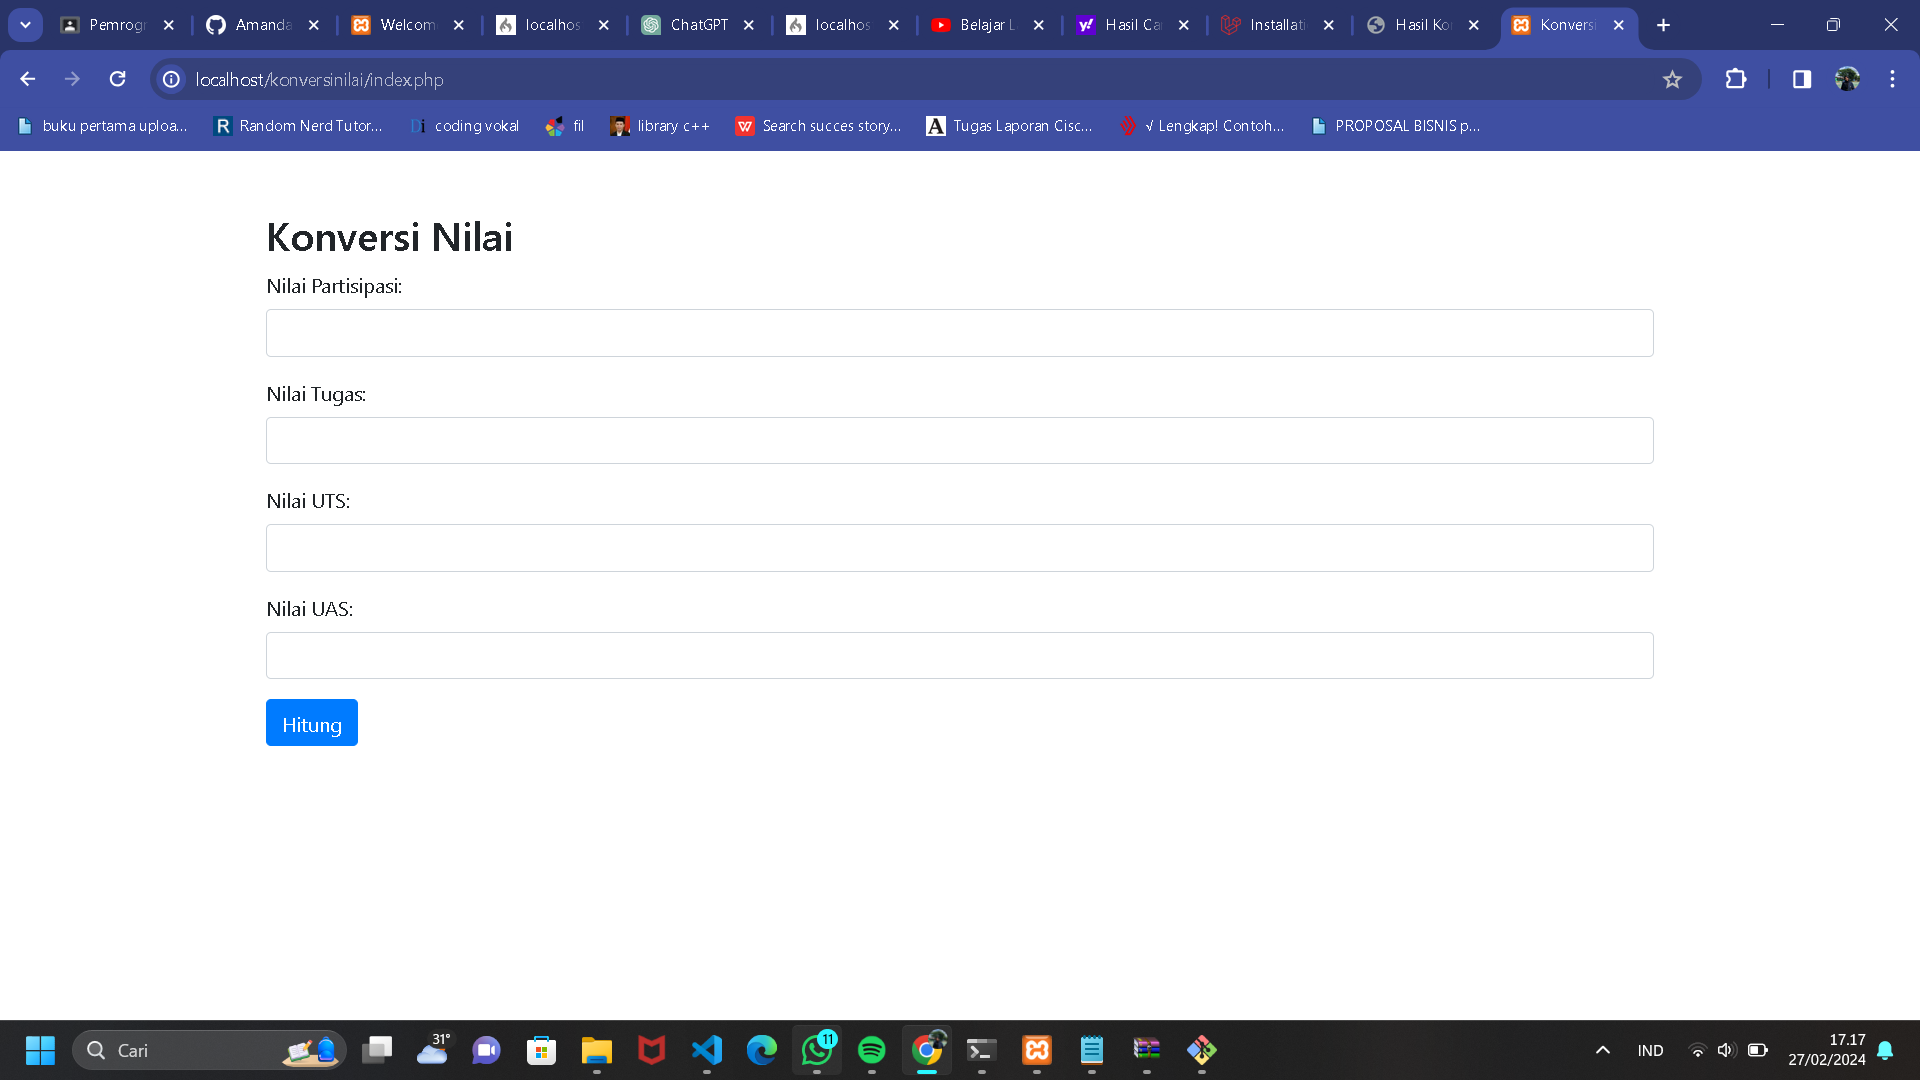 Pemrogr
Amanda
Welcom
localhos
ChatGPT
localhos
Belajar L
Hasil Ca
Installati
Hasil Ko
Konversi
localhost/konversinilai/index.php
buku pertama uploa...
Random Nerd Tutor...
coding vokal
fil
library c++
Search succes story...
Tugas Laporan Cisc...
√ Lengkap! Contoh...
PROPOSAL BISNIS p...
Konversi Nilai
Nilai Partisipasi:
Nilai Tugas:
Nilai UTS:
Nilai UAS:
Hitung
Cari
31°
11
IND
17.17
27/02/2024